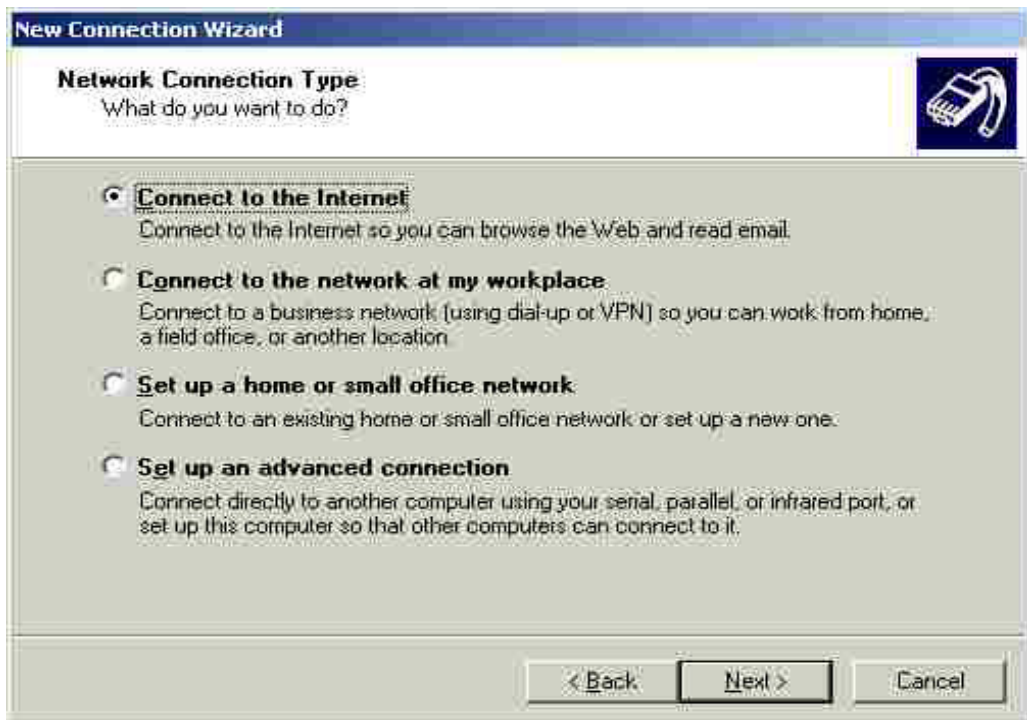 New Connection Wizard
Network Connection Type
What do you want to do?
Connect to the Internet
Connect to the Internet so you can browse the Web and read email.
Connect to the network at my workplace
Connect to a business network (using dial-up or VPN) so you can work from home,
a field office, or another location.
Set up a home or small office network
Connect to an existing home or small office network or set up a new one.
Set up an advanced connection
Connect directly to another computer using your serial, parallel, or infrared port, or
set up this computer so that other computers can connect to it.
< Back
Next >
Cancel